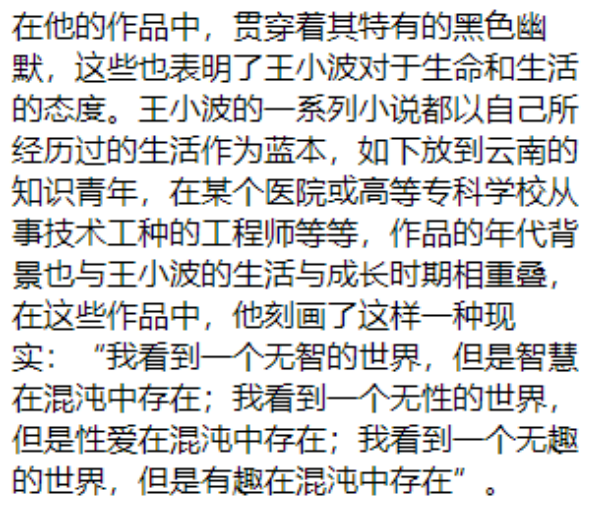 在他的作品中，贯穿着其特有的黑色幽
默，这些也表明了王小波对于生命和生活
的态度。王小波的一系列小说都以自己所
经历过的生活作为蓝本，如下放到云南的
知识青年，在某个医院或高等专科学校从
事技术工种的工程师等等，作品的年代背
景也与王小波的生活与成长时期相重叠，
在这些作品中，他刻画了这样一种现
实：“我看到一个无智的世界，但是智慧
在混沌中存在；我看到一个无性的世界，
但是性爱在混沌中存在；我看到一个无趣
的世界，但是有趣在混沌中存在”。